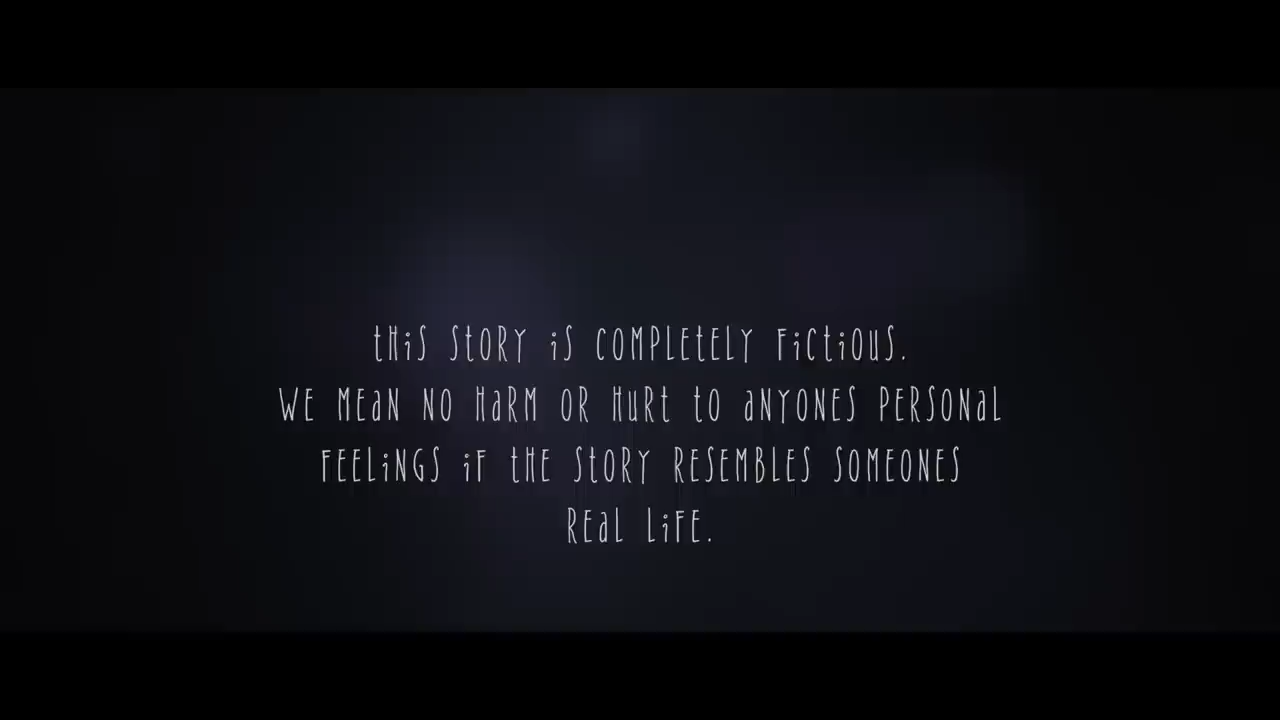 tHiS StORY iS COMPLEtELY FiCtiOuS.
WE MEaN NO HaRM OR HuRt tO aNYONES PERSONaL
FEELiNGS iF tHE StORY RESEMBLES SOMEONES
REaL LiFE.